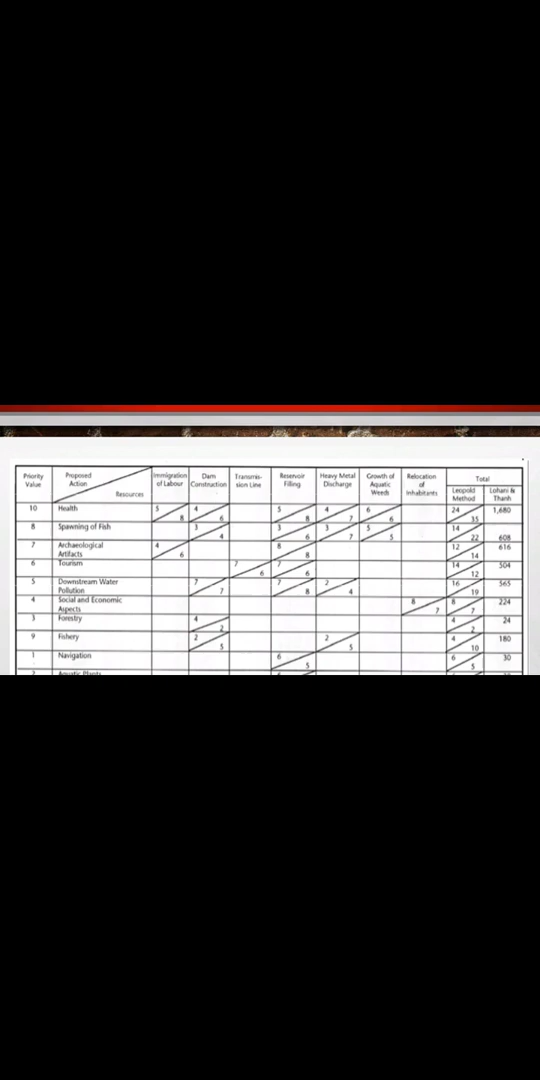 Priority Value	Proposed Action	Resources	Immigration of Labour	Dam Construction	Transmis-sion Line	Reservoir Filling	Heavy Metal Discharge	Growth of Aquatic Weeds	Relocation of Inhabitants	Total
Leopold Method	Lohani & Thanh
10	Health	5 8	4 6		5 8	4 7	6 6		24 35	1,680
8	Spawning of Fish		3 4		3 6	3 7	5 5		14 22	608
7	Archaeological Artifacts	4 6			8 8				12 14	616
6	Tourism			7 6	7 6				14 12	504
5	Downstream Water Pollution		7 7		7 8	2 4			16 19	565
4	Social and Economic Aspects							8 7	8 7	224
3	Forestry		4 2						4 2	24
9	Fishery		2 5			2 5			4 10	180
1	Navigation				6 5				6 5	30
Aquatic Plants